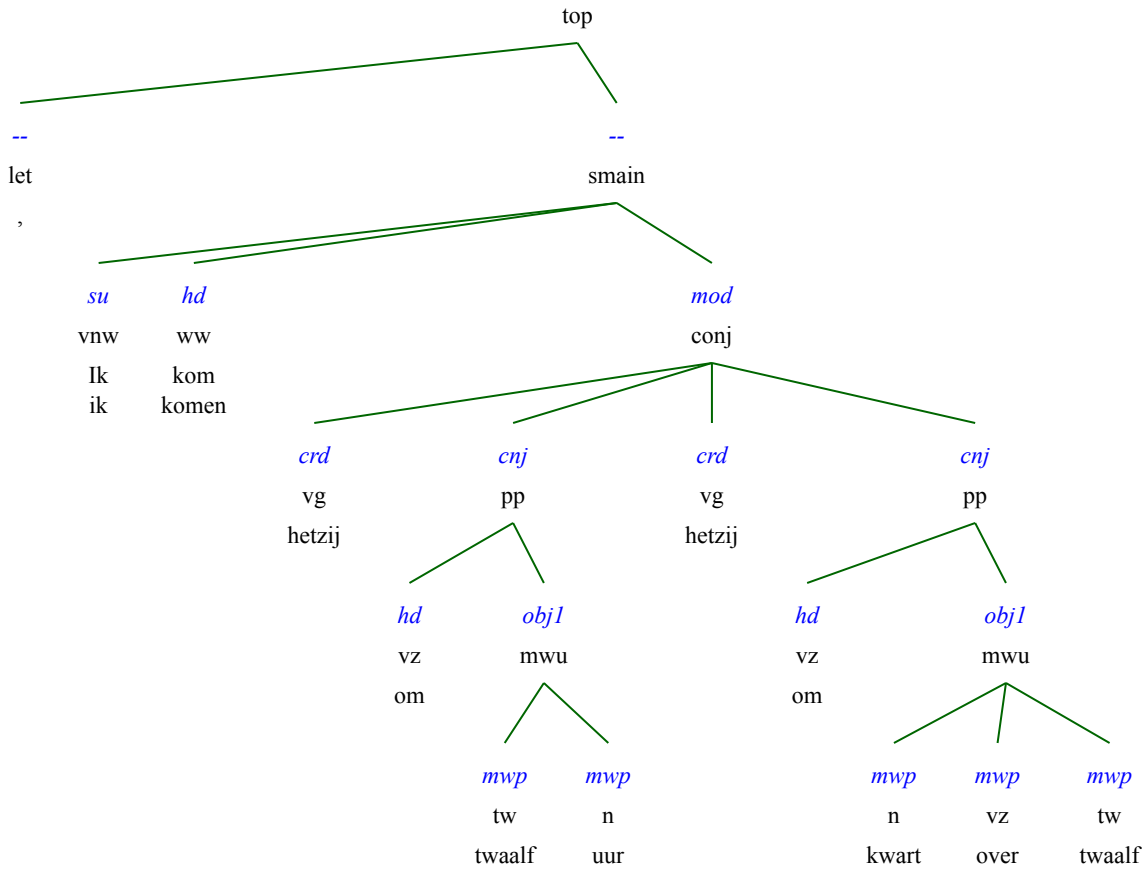 top
-- --
let smain
,
su hd mod
vnw ww conj
Ik kom
ik komen
crd cnj crd cnj
vg pp vg pp
hetzij hetzij
hd obj1 hd obj1
vz mwu vz mwu
om om
mwp mwp mwp mwp mwp
tw n n vz tw
twaalf uur kwart over twaalf